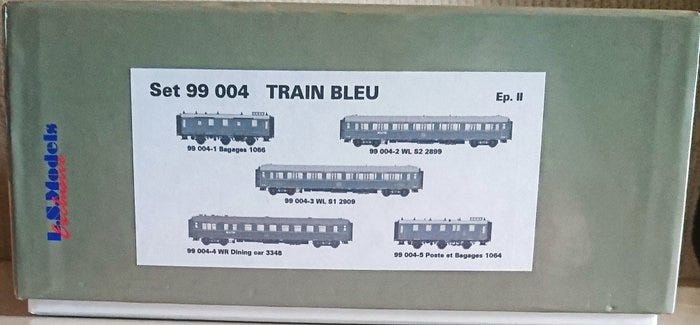 Set 99 004 TRAIN BLEU
Ep. II
99 004-1 Bagages 1066
99 004-2 WL S2 2899
99 004-3 WL S1 2909
99 004-4 WR Dining car 3348
99 004-5 Poste et Bagages 1064
L.S.Models
Exclusive